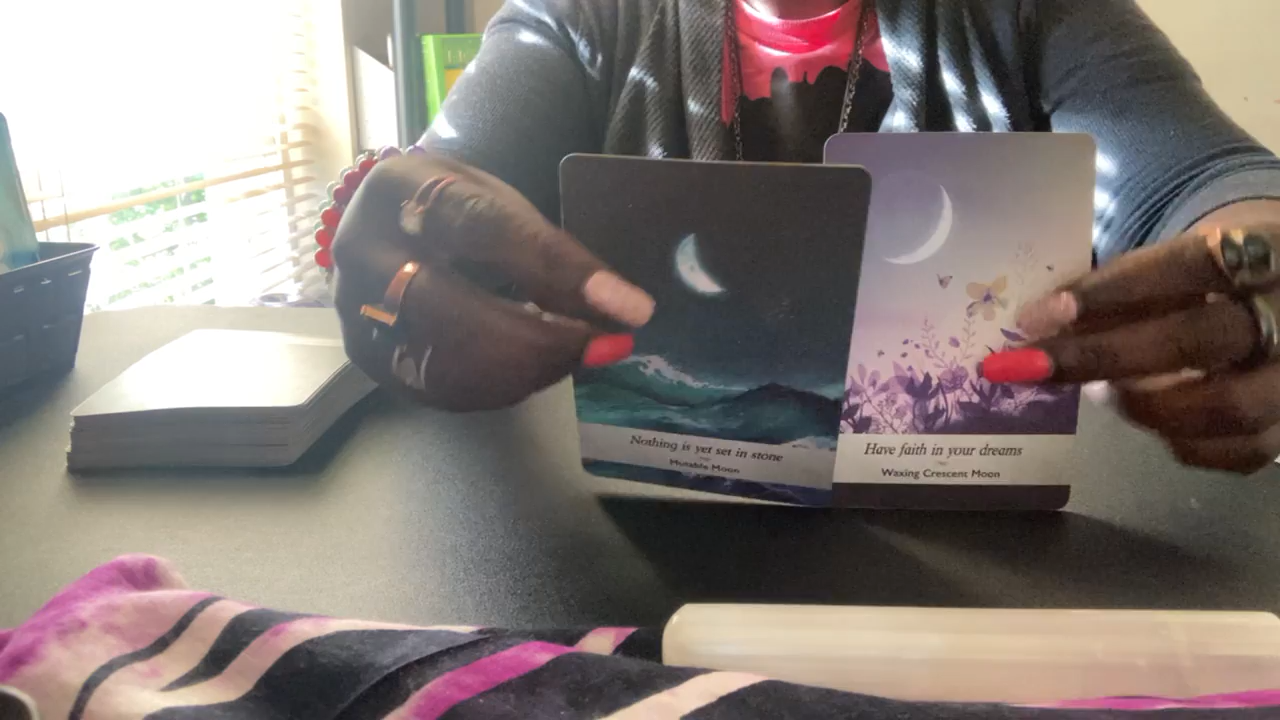 Nothing is yet set in stone
Mutable Moon
Have faith in your dreams
Waxing Crescent Moon